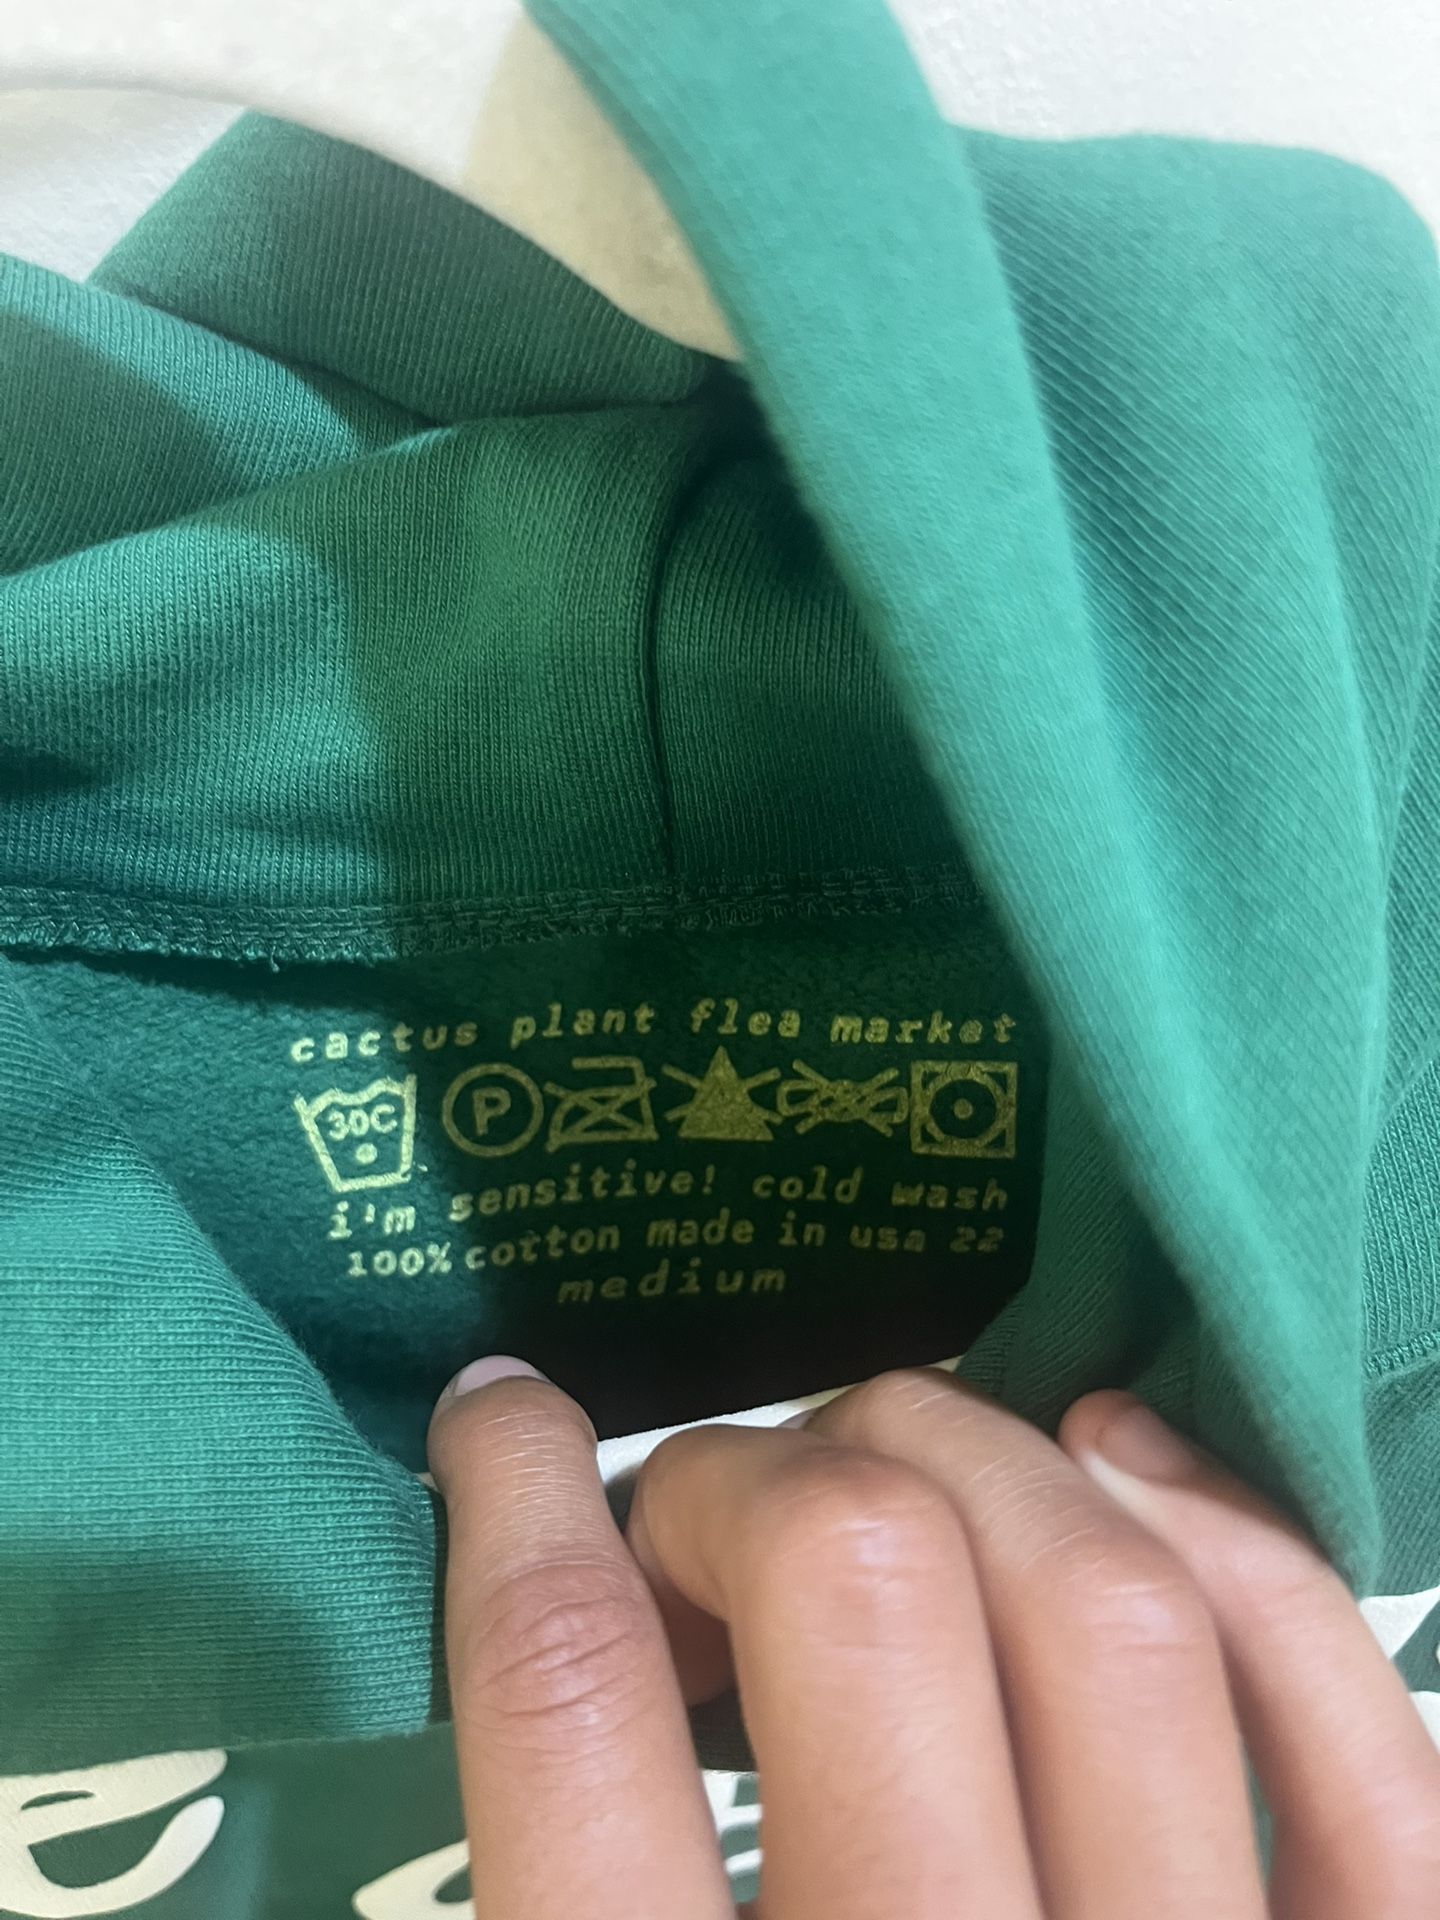 cactus plant flea market
30C P
i'm sensitive! cold wash
100% cotton made in usa 22
medium